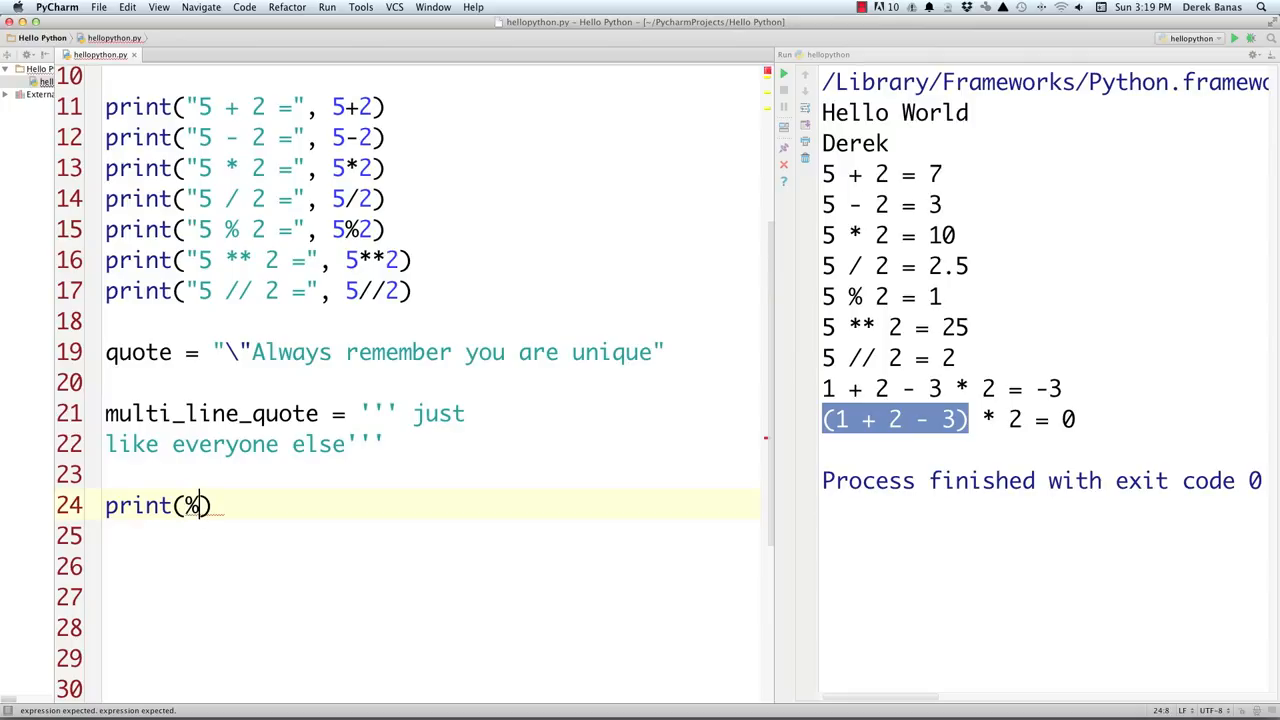 PyCharm File Edit View Navigate Code Refactor Run Tools VCS Window Help 10 Sun 3:19 PM Derek Banas
hellopython.py – Hello Python – [~/PycharmProjects/Hello Python]
Hello Python hellopython.py hellopython
hellopython.py × Run hellopython
Hello P
hell
Externa
10
11 print("5 + 2 =", 5+2)
12 print("5 - 2 =", 5-2)
13 print("5 * 2 =", 5*2)
14 print("5 / 2 =", 5/2)
15 print("5 % 2 =", 5%2)
16 print("5 ** 2 =", 5**2)
17 print("5 // 2 =", 5//2)
18
19 quote = "\"Always remember you are unique"
20
21 multi_line_quote = ''' just
22 like everyone else'''
23
24 print(%)
25
26
27
28
29
30
/Library/Frameworks/Python.framewo
Hello World
Derek
5 + 2 = 7
5 - 2 = 3
5 * 2 = 10
5 / 2 = 2.5
5 % 2 = 1
5 ** 2 = 25
5 // 2 = 2
1 + 2 - 3 * 2 = -3
(1 + 2 - 3) * 2 = 0
Process finished with exit code 0
expression expected. expression expected. 24:8 LF UTF-8